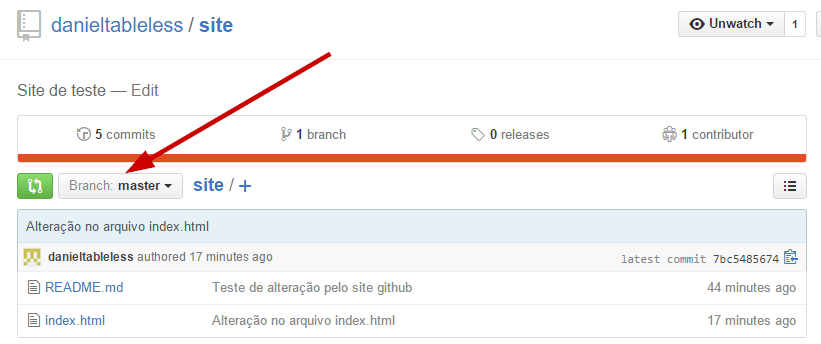 danieltableless / site
Unwatch 1
Site de teste — Edit
5 commits 1 branch 0 releases 1 contributor
Branch: master site / +
Alteração no arquivo index.html
danieltableless authored 17 minutes ago latest commit 7bc5485674
README.md Teste de alteração pelo site github 44 minutes ago
index.html Alteração no arquivo index.html 17 minutes ago